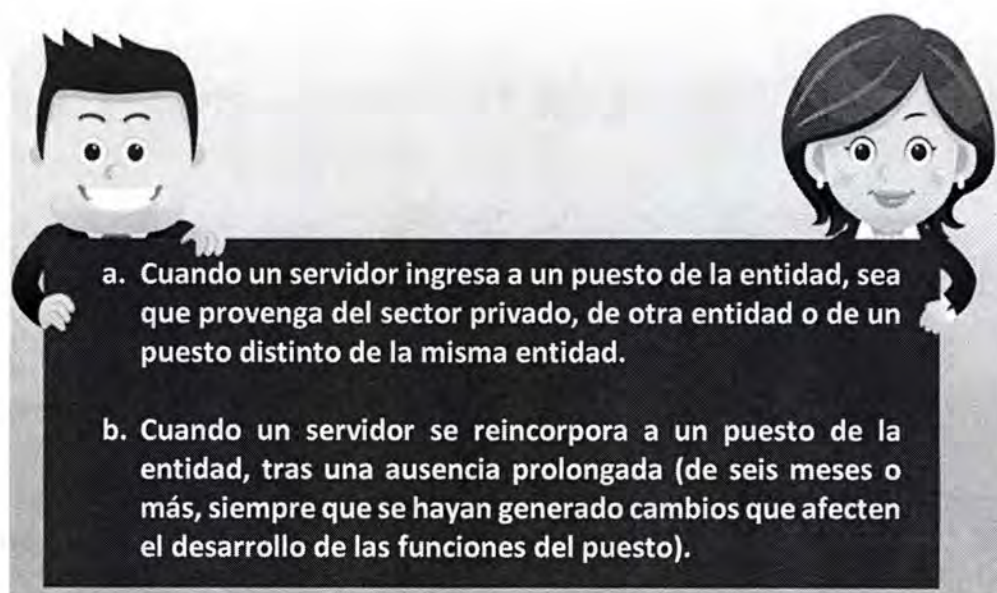 a. Cuando un servidor ingresa a un puesto de la entidad, sea
que provenga del sector privado, de otra entidad o de un
puesto distinto de la misma entidad.
b. Cuando un servidor se reincorpora a un puesto de la
entidad, tras una ausencia prolongada (de seis meses o
más, siempre que se hayan generado cambios que afecten
el desarrollo de las funciones del puesto).